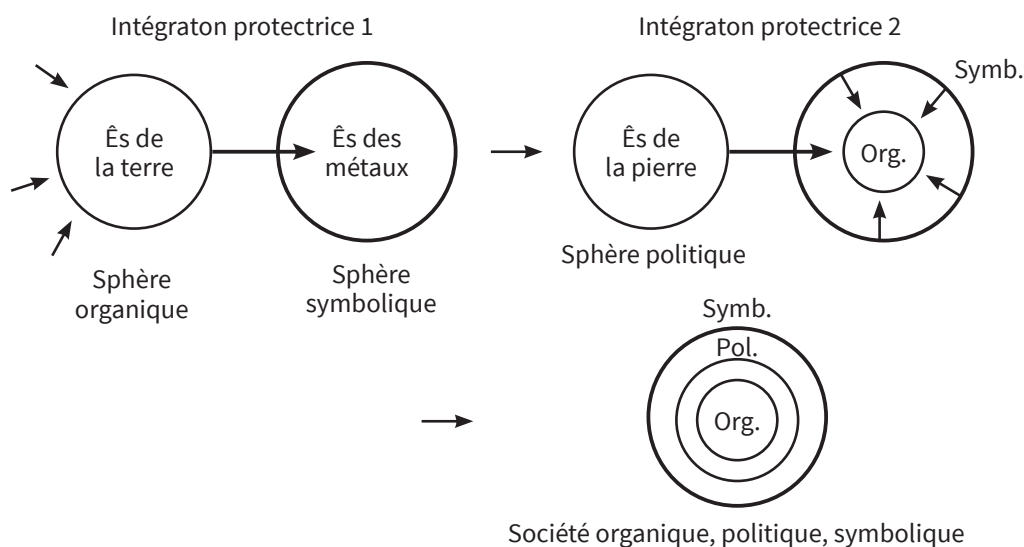 Intégraton protectrice 1
Intégraton protectrice 2
Ês de
la terre
Ês des
métaux
Sphère
organique
Sphère
symbolique
Ês de
la pierre
Sphère politique
Symb.
Org.
Symb.
Pol.
Org.
Société organique, politique, symbolique